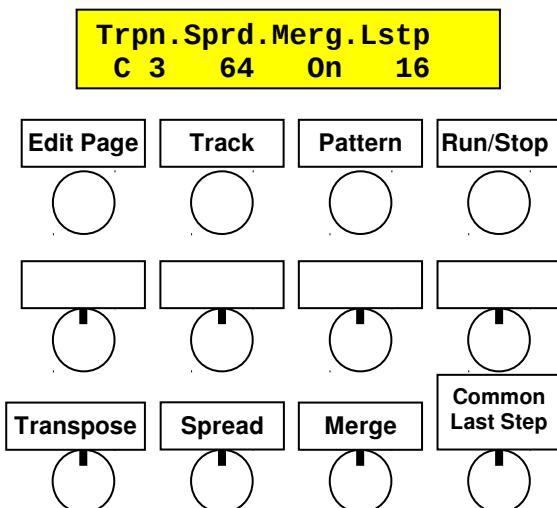 Trpn.Sprd.Merg.Lstp
C 3 64 On 16
Edit Page Track Pattern Run/Stop
Transpose Spread Merge Common Last Step